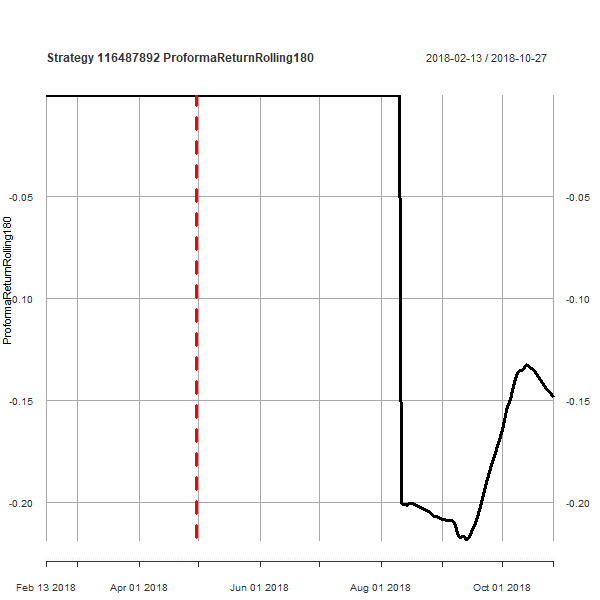 Strategy 116487892 ProformaReturnRolling180
2018-02-13 / 2018-10-27
ProformaReturnRolling180
-0.05
-0.10
-0.15
-0.20
-0.05
-0.10
-0.15
-0.20
Feb 13 2018 Apr 01 2018 Jun 01 2018 Aug 01 2018 Oct 01 2018